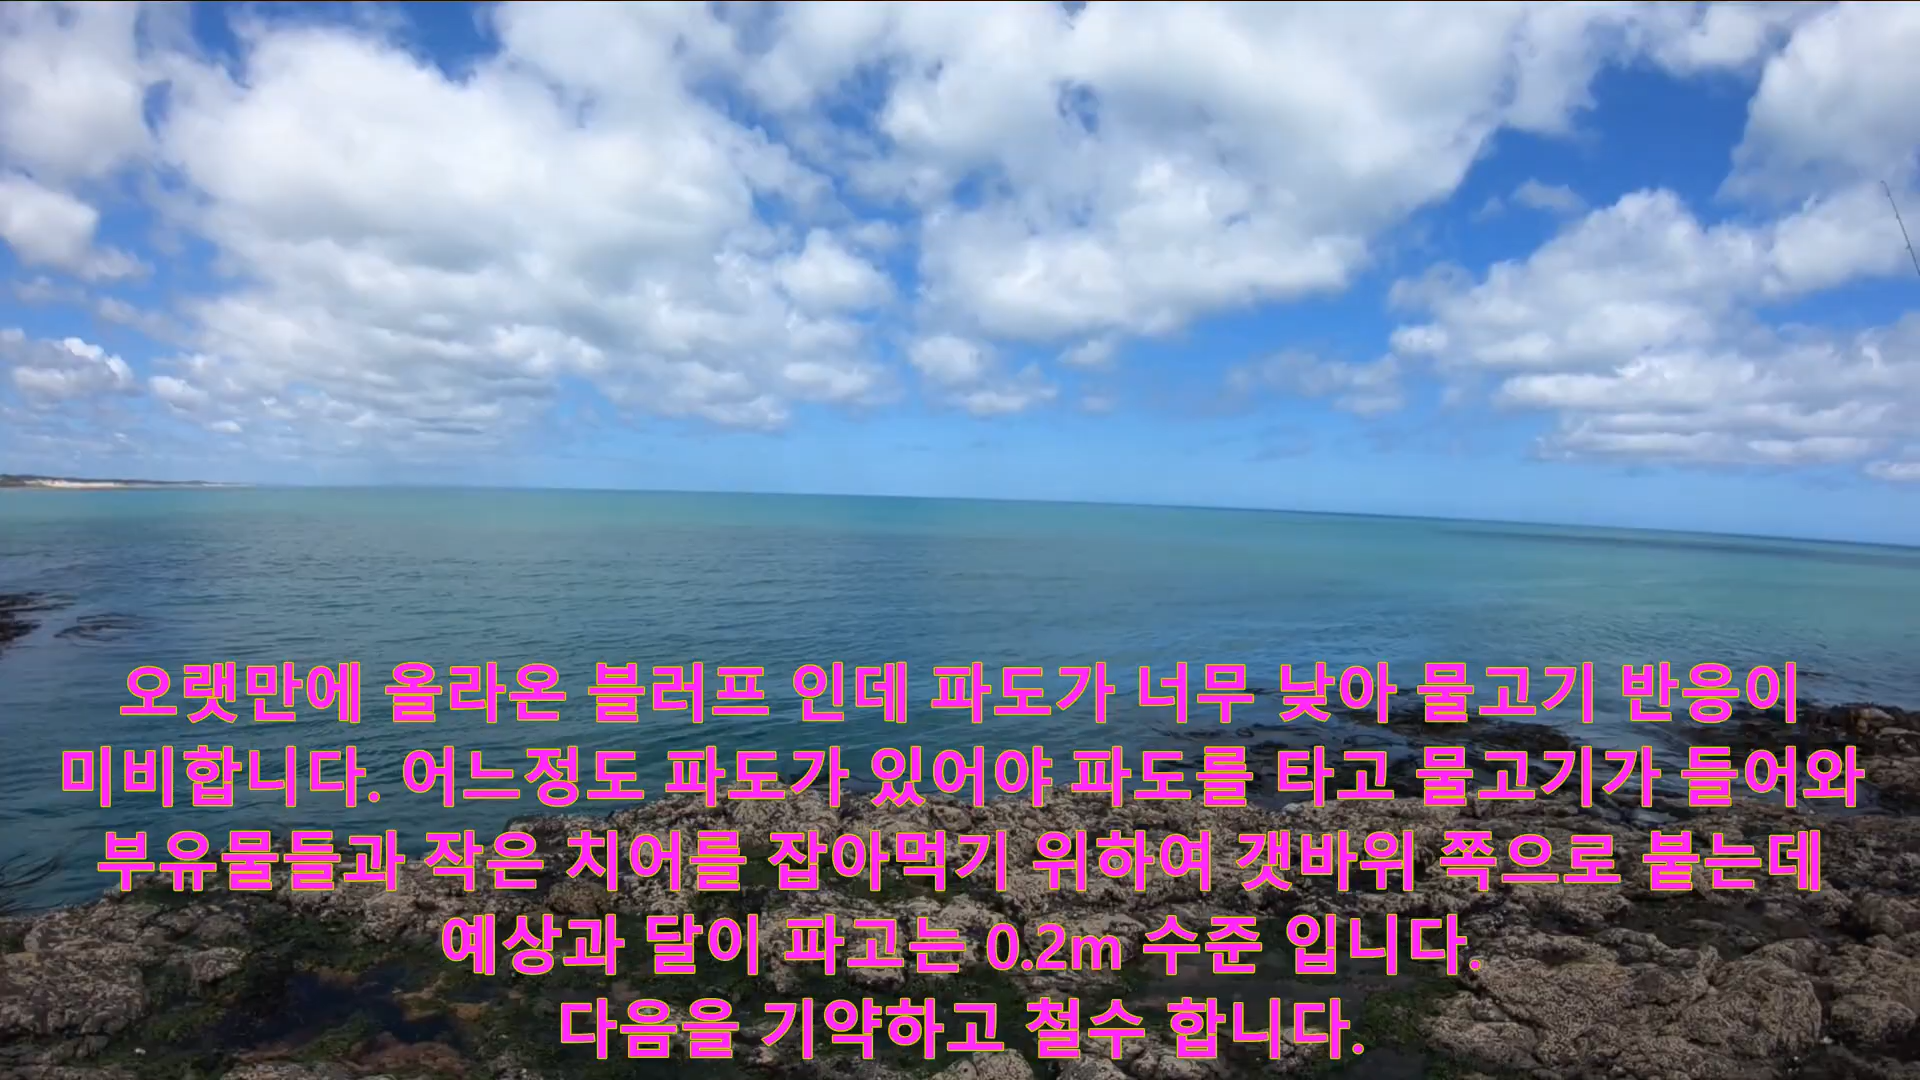 오랫만에 올라온 블러프 인데 파도가 너무 낮아 물고기 반응이
미비합니다. 어느정도 파도가 있어야 파도를 타고 물고기가 들어와
부유물들과 작은 치어를 잡아먹기 위하여 갯바위 쪽으로 붙는데
예상과 달이 파고는 0.2m 수준 입니다.
다음을 기약하고 철수 합니다.